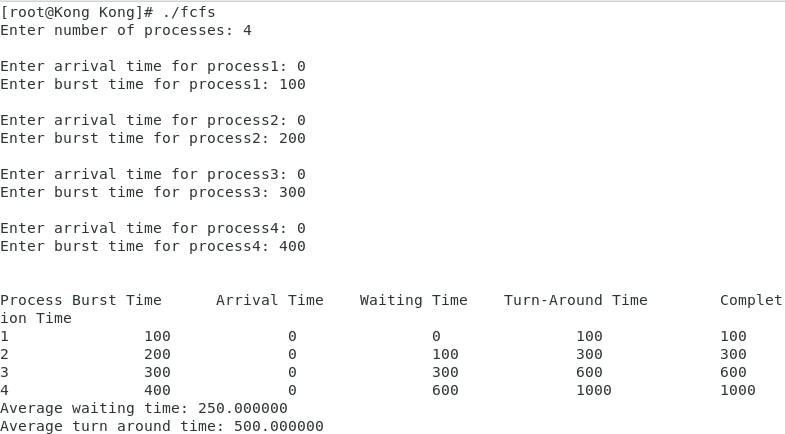 [root@Kong Kong]# ./fcfs
Enter number of processes: 4
Enter arrival time for process1: 0
Enter burst time for process1: 100
Enter arrival time for process2: 0
Enter burst time for process2: 200
Enter arrival time for process3: 0
Enter burst time for process3: 300
Enter arrival time for process4: 0
Enter burst time for process4: 400
Process Burst Time      Arrival Time    Waiting Time    Turn-Around Time        Complet
ion Time
1               100             0               0               100             100
2               200             0               100             300             300
3               300             0               300             600             600
4               400             0               600             1000            1000
Average waiting time: 250.000000
Average turn around time: 500.000000